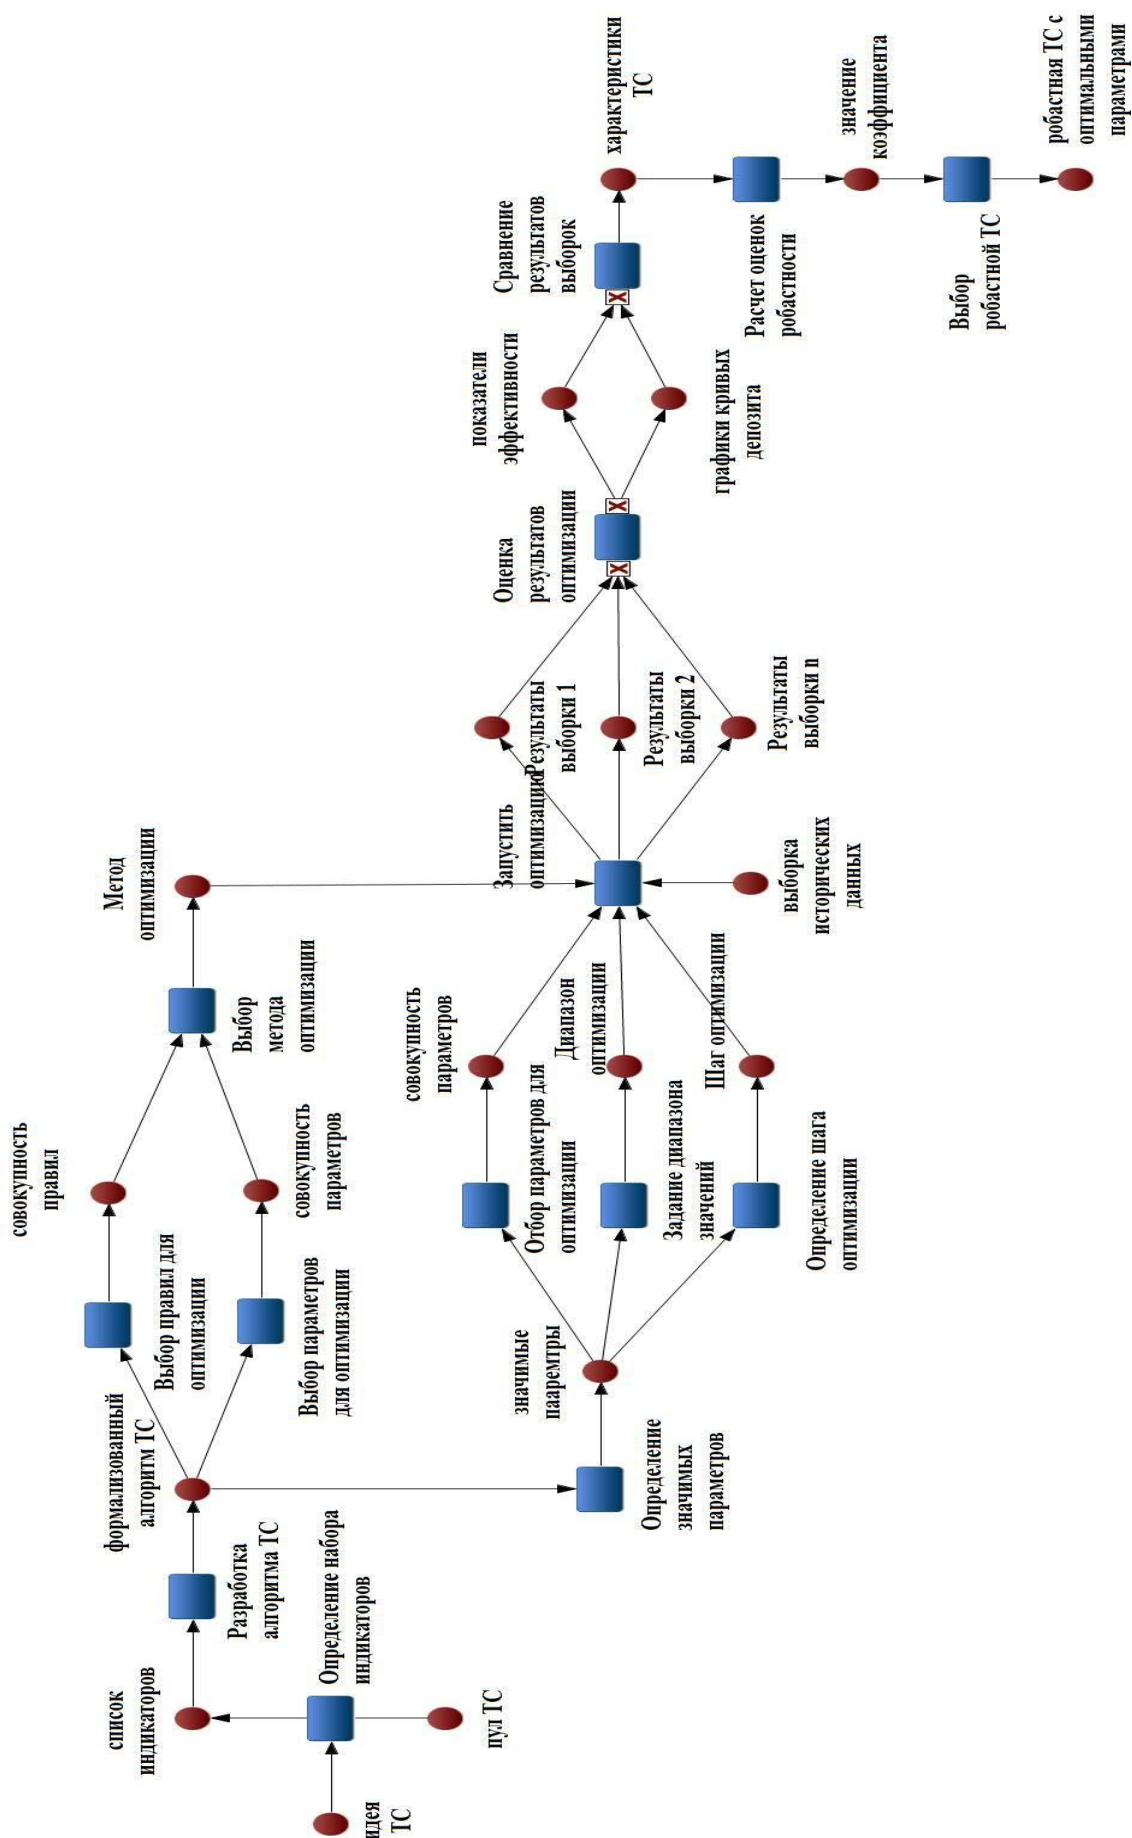 идея
ТС
пул ТС
Определение набора
индикаторов
список
индикаторов
Разработка
алгоритма ТС
формализованный
алгоритм ТС
Выбор правил для
оптимизации
совокупность
правил
Выбор параметров
для оптимизации
совокупность
параметров
Выбор
метода
оптимизации
Метод
оптимизации
Определение
значимых
параметров
значимые
пааремтры
Отбор параметров для
оптимизации
совокупность
параметров
Задание диапазона
значений
Диапазон
оптимизации
Определение шага
оптимизации
Шаг оптимизации
выборка
исторических
данных
Запустить
оптимизацию
Результаты
выборки 1
Результаты
выборки 2
Результаты
выборки n
Оценка
результатов
оптимизации
X
X
показатели
эффективности
графики кривых
депозита
Сравнение
результатов
выборок
X
характеристики
ТС
Расчет оценок
робастности
значение
коэффициента
Выбор
робастной ТС
робастная ТС с
оптимальными
параметрами